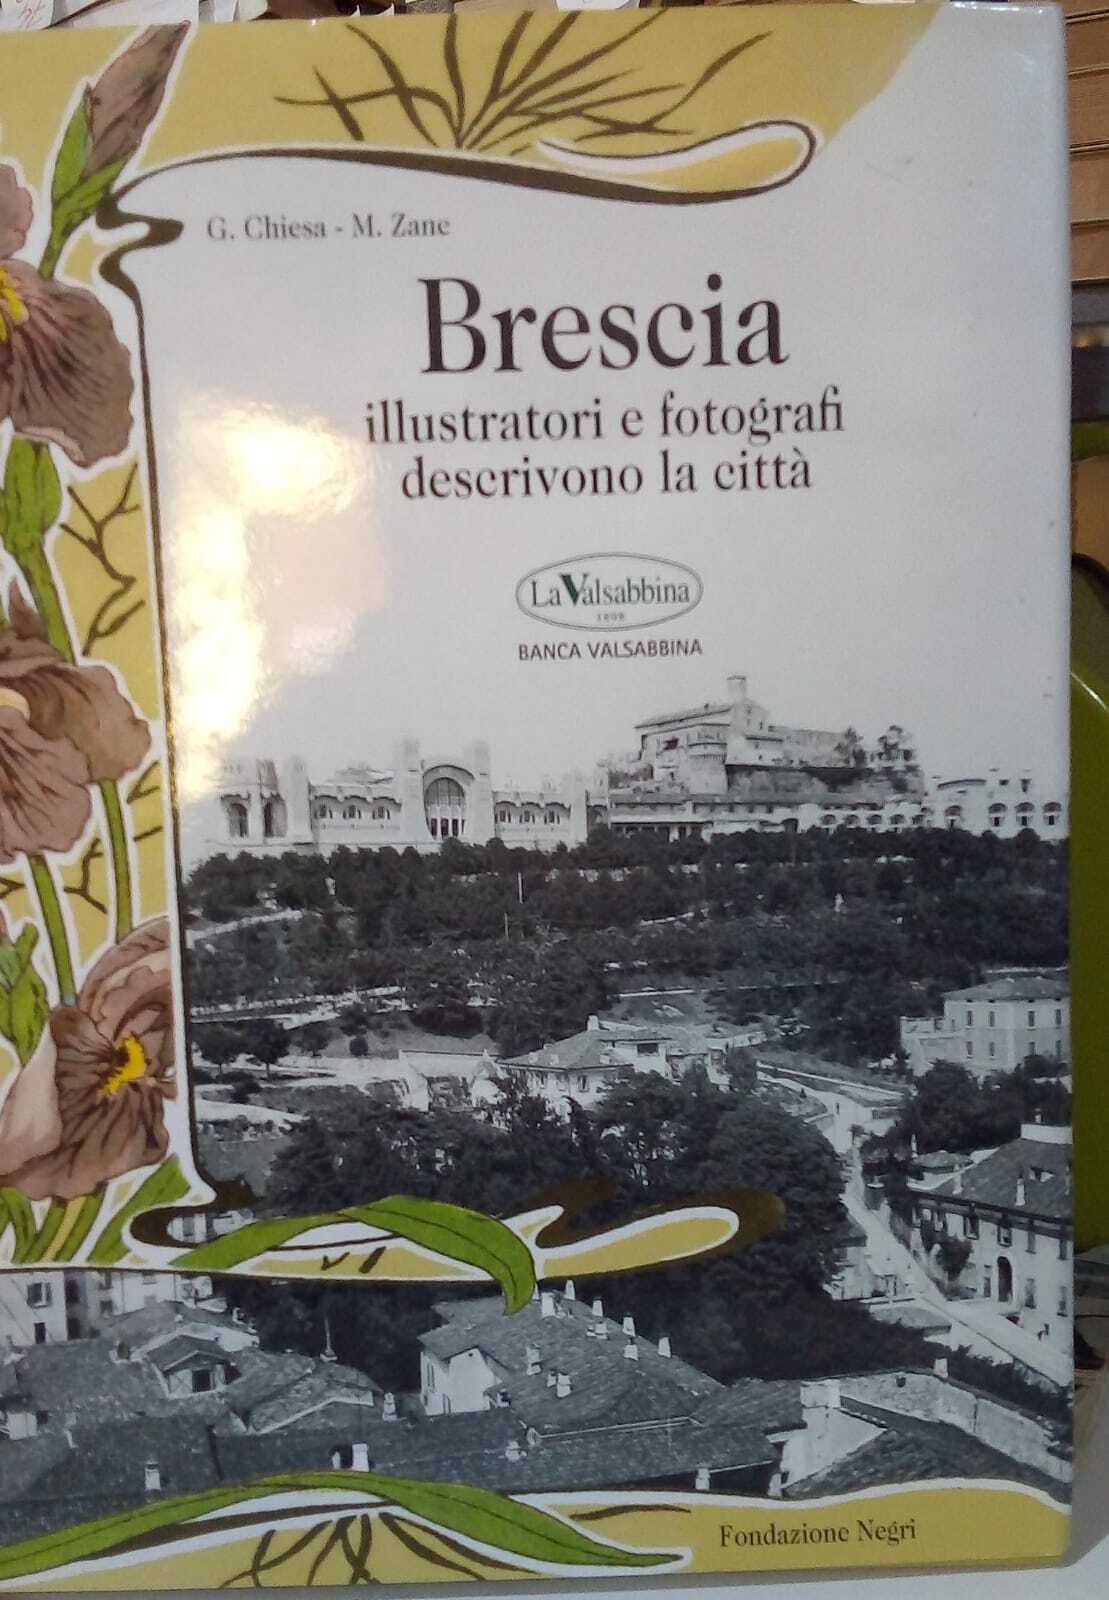 G. Chiesa - M. Zane
Brescia
illustratori e fotografi
descrivono la città
La Valsabbina
1898
BANCA VALSABBINA
Fondazione Negri